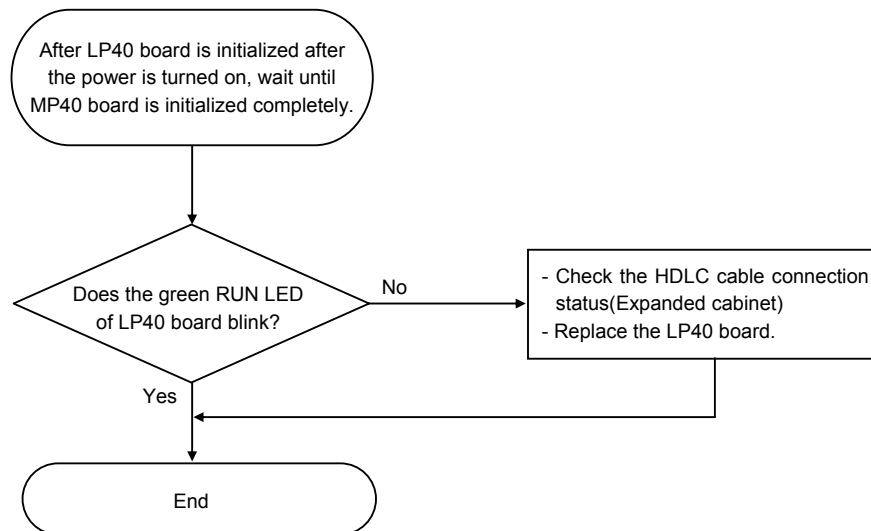 After LP40 board is initialized after
the power is turned on, wait until
MP40 board is initialized completely.
Does the green RUN LED
of LP40 board blink?
No
- Check the HDLC cable connection
status(Expanded cabinet)
- Replace the LP40 board.
Yes
End